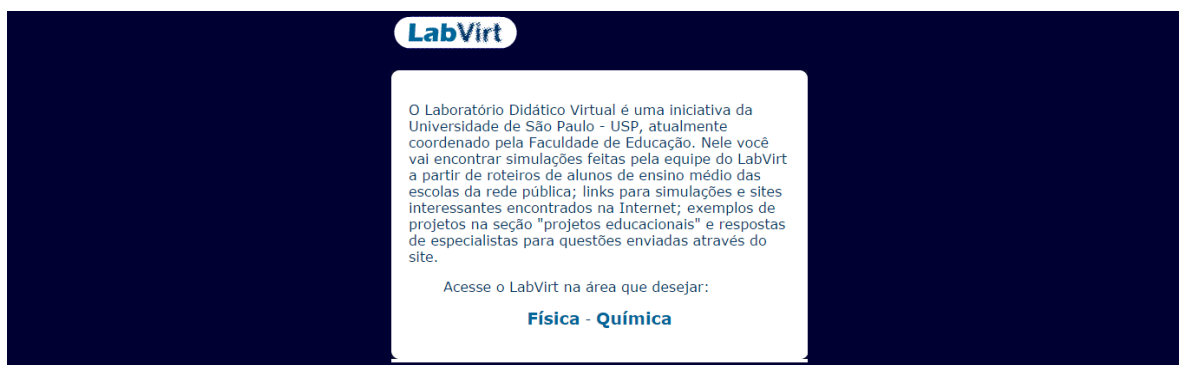 LabVirt
O Laboratório Didático Virtual é uma iniciativa da
Universidade de São Paulo - USP, atualmente
coordenado pela Faculdade de Educação. Nele você
vai encontrar simulações feitas pela equipe do LabVirt
a partir de roteiros de alunos de ensino médio das
escolas da rede pública; links para simulações e sites
interessantes encontrados na Internet; exemplos de
projetos na seção "projetos educacionais" e respostas
de especialistas para questões enviadas através do
site.
Acesse o LabVirt na área que desejar:
Física - Química